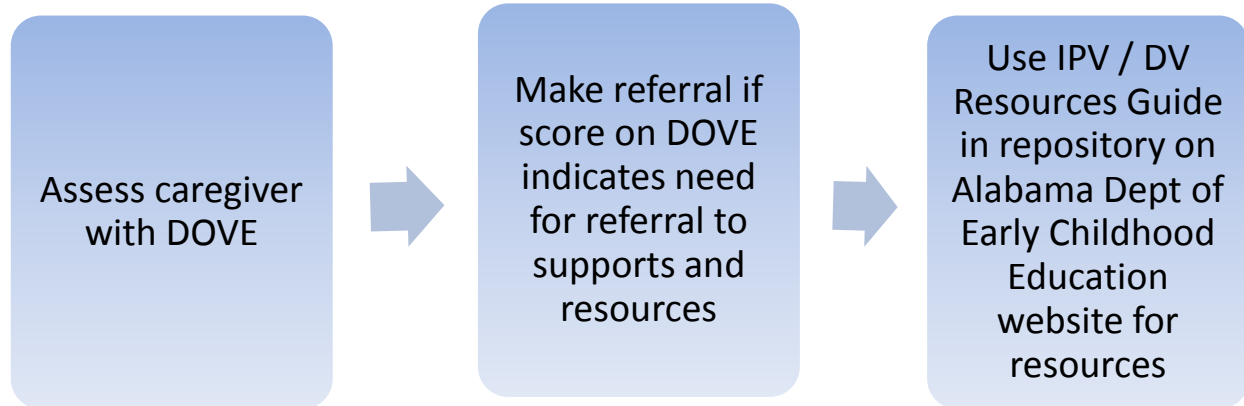 Assess caregiver
with DOVE
Make referral if
score on DOVE
indicates need
for referral to
supports and
resources
Use IPV / DV
Resources Guide
in repository on
Alabama Dept of
Early Childhood
Education
website for
resources